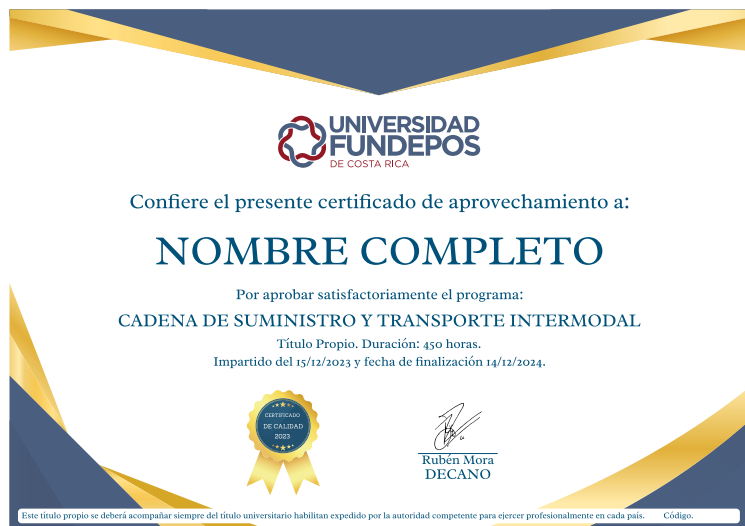 UNIVERSIDAD
FUNDEPOS
DE COSTA RICA
Confiere el presente certificado de aprovechamiento a:
NOMBRE COMPLETO
Por aprobar satisfactoriamente el programa:
CADENA DE SUMINISTRO Y TRANSPORTE INTERMODAL
Título Propio. Duración: 450 horas.
Impartido del 15/12/2023 y fecha de finalización 14/12/2024.
CERTIFICADO
DE CALIDAD
2023
Rubén Mora
DECANO
Este título propio se deberá acompañar siempre del título universitario habilitan expedido por la autoridad competente para ejercer profesionalmente en cada país. Código.